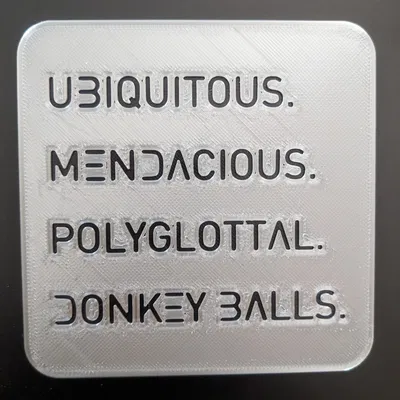 UBIQUITOUS.
MENDACIOUS.
POLYGLOTTAL.
DONKEY BALLS.